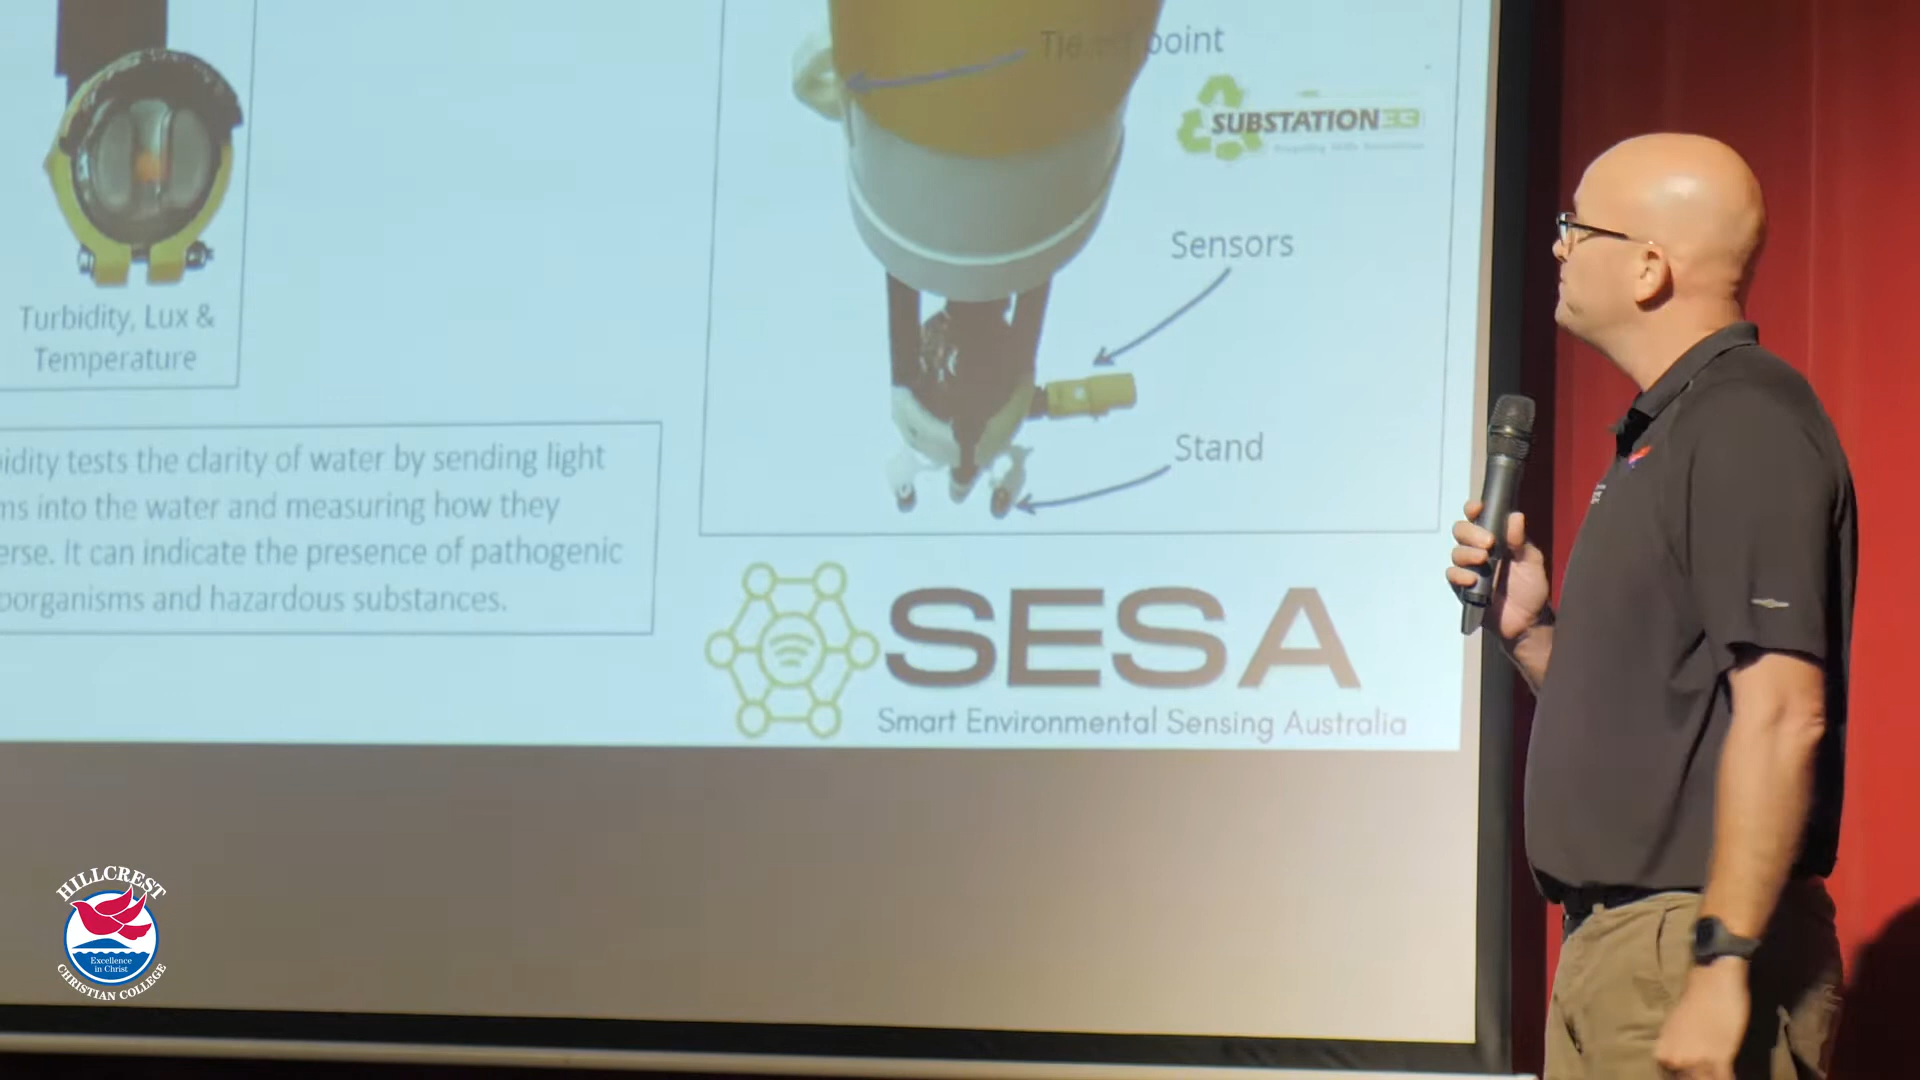 Tie point
SUBSTATION33
Sensors
Turbidity, Lux &
Temperature
Stand
idity tests the clarity of water by sending light
ms into the water and measuring how they
erse. It can indicate the presence of pathogenic
oorganisms and hazardous substances.
SESA
Smart Environmental Sensing Australia
HILLCREST
Excellence
in Christ
CHRISTIAN COLLEGE